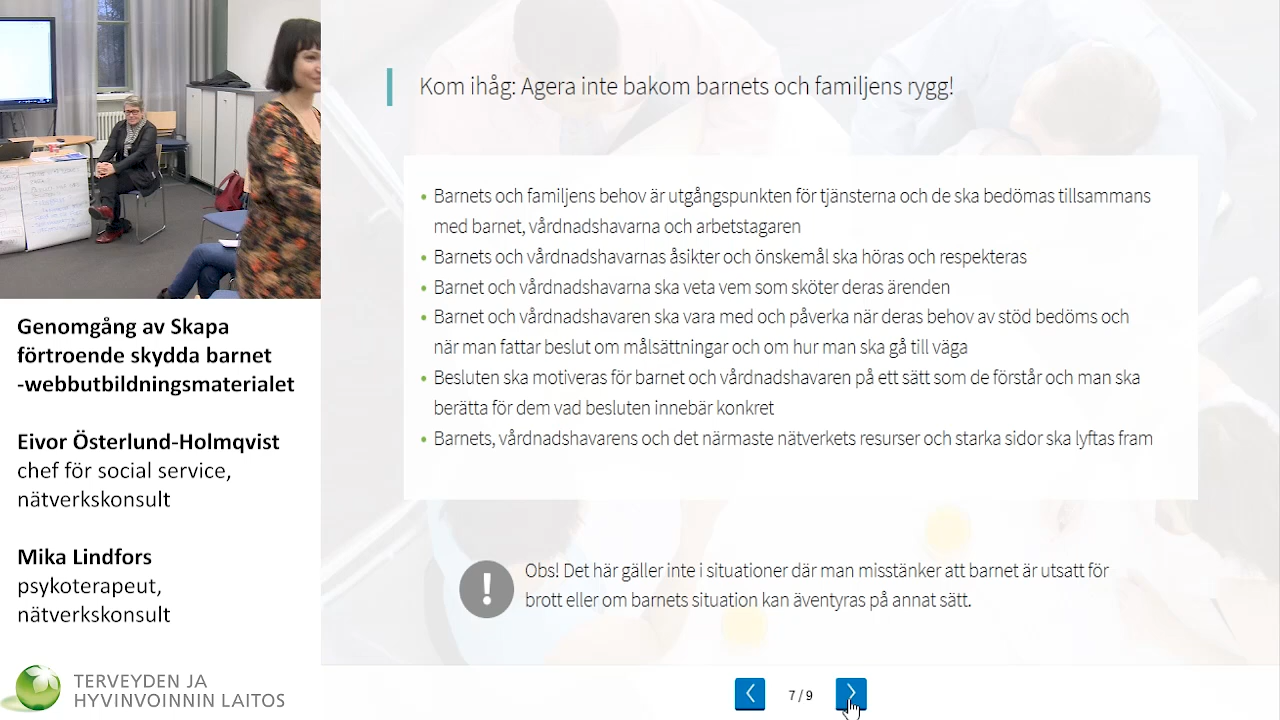 Kom ihåg: Agera inte bakom barnets och familjens rygg!
• Barnets och familjens behov är utgångspunkten för tjänsterna och de ska bedömas tillsammans
med barnet, vårdnadshavarna och arbetstagaren
• Barnets och vårdnadshavarnas åsikter och önskemål ska höras och respekteras
• Barnet och vårdnadshavarna ska veta vem som sköter deras ärenden
• Barnet och vårdnadshavaren ska vara med och påverka när deras behov av stöd bedöms och
när man fattar beslut om målsättningar och om hur man ska gå till väga
• Besluten ska motiveras för barnet och vårdnadshavaren på ett sätt som de förstår och man ska
berätta för dem vad besluten innebär konkret
• Barnets, vårdnadshavarens och det närmaste nätverkets resurser och starka sidor ska lyftas fram
! Obs! Det här gäller inte i situationer där man misstänker att barnet är utsatt för
brott eller om barnets situation kan äventyras på annat sätt.
7 / 9
Genomgång av Skapa
förtroende skydda barnet
-webbutbildningsmaterialet
Eivor Österlund-Holmqvist
chef för social service,
nätverkskonsult
Mika Lindfors
psykoterapeut,
nätverkskonsult
TERVEYDEN JA
HYVINVOINNIN LAITOS